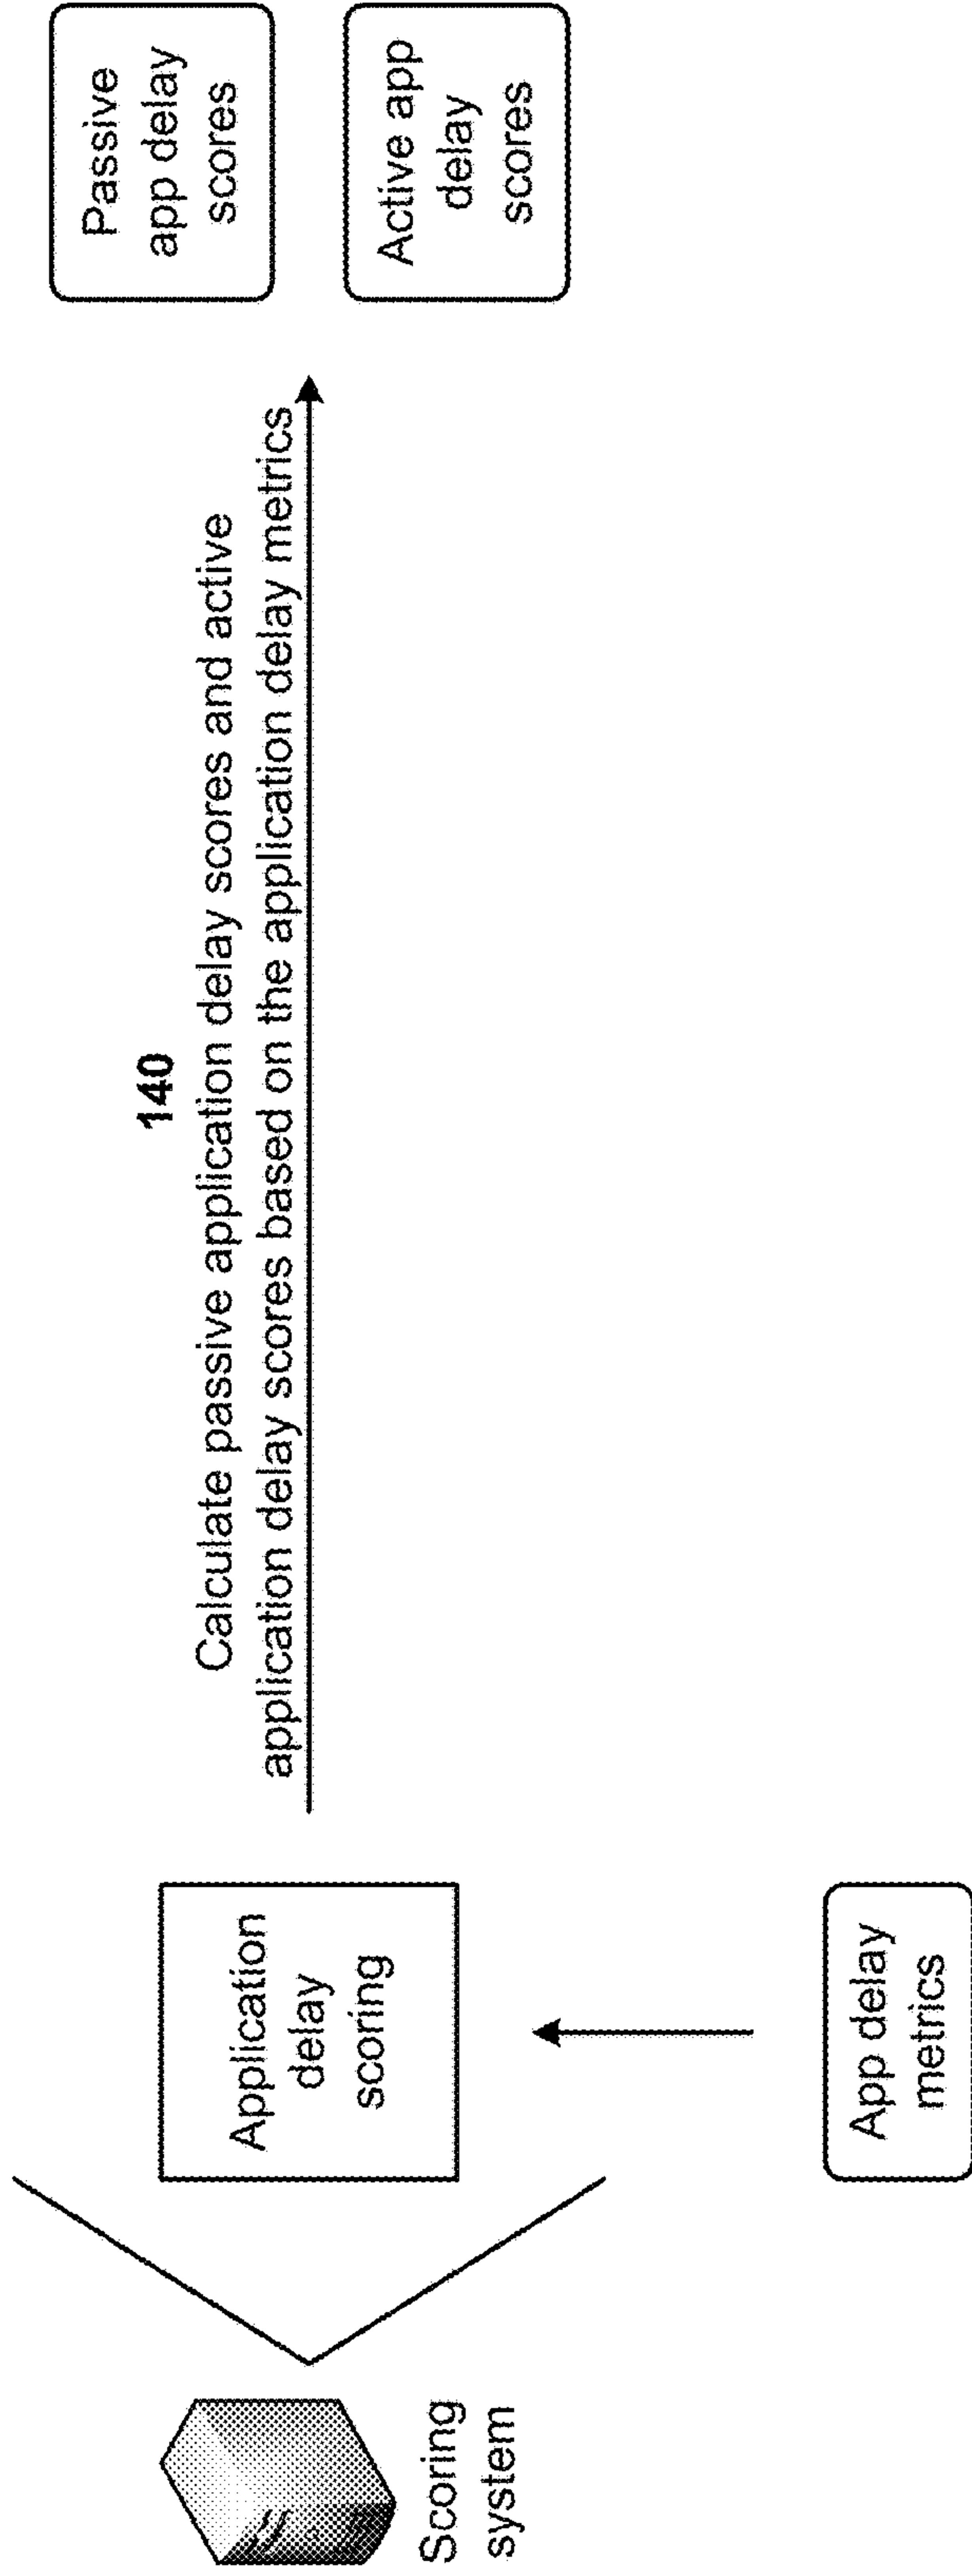 140
Calculate passive application delay scores and active
application delay scores based on the application delay metrics
Passive
app delay
scores
Active app
delay
scores
Application
delay
scoring
Scoring
system
App delay
metrics